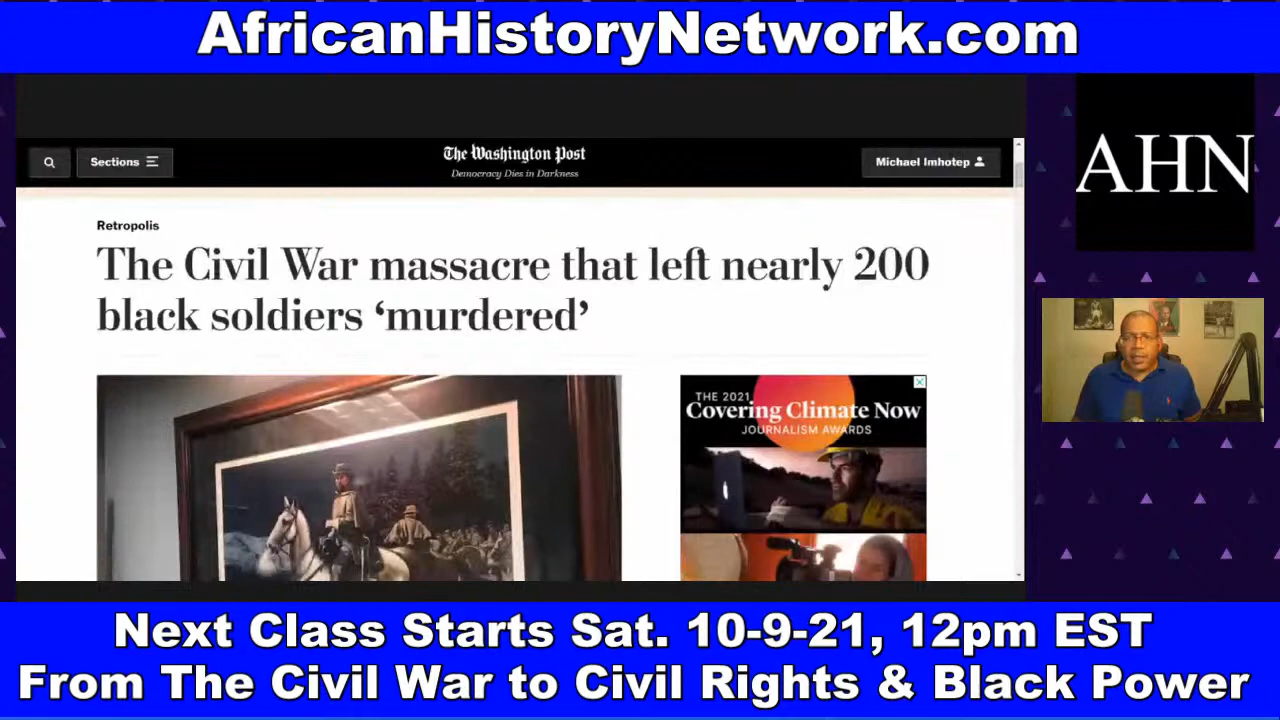 AfricanHistoryNetwork.com
Sections
The Washington Post
Democracy Dies in Darkness
Michael Imhotep
AHN
Retropolis
The Civil War massacre that left nearly 200
black soldiers ‘murdered’
THE 2021
Covering Climate Now
JOURNALISM AWARDS
Next Class Starts Sat. 10-9-21, 12pm EST
From The Civil War to Civil Rights & Black Power